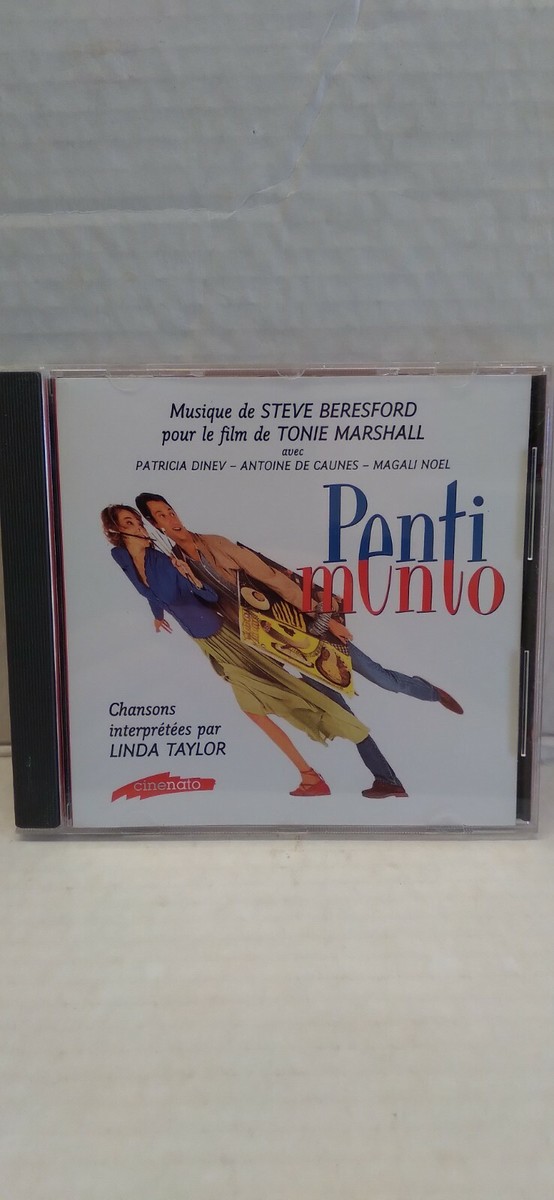 Musique de STEVE BERESFORD
pour le film de TONIE MARSHALL
avec
PATRICIA DINEV – ANTOINE DE CAUNES – MAGALI NOEL
Penti
mento
Chansons
interprétées par
LINDA TAYLOR
cinenato